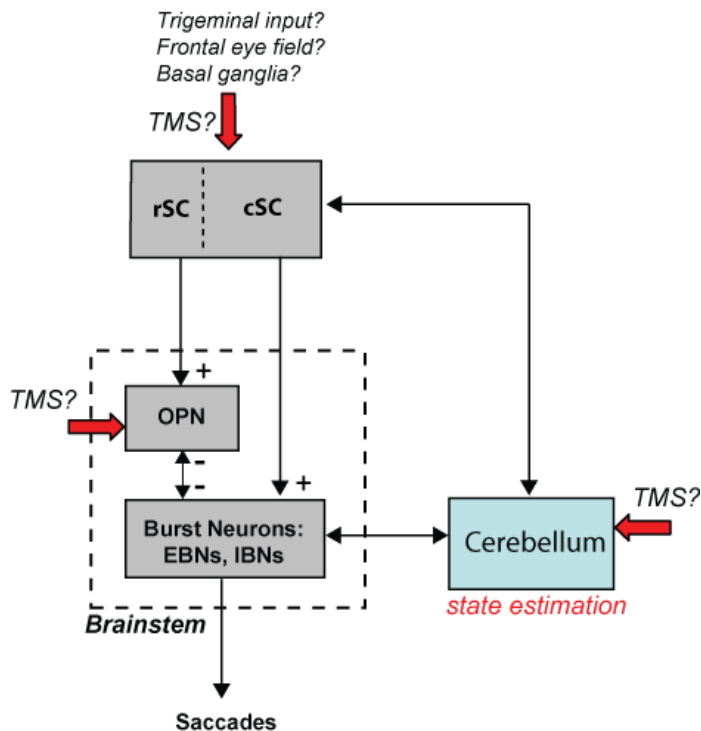 Trigeminal input?
Frontal eye field?
Basal ganglia?
TMS?
rSC
cSC
+
TMS?
OPN
-
-
+
TMS?
Burst Neurons:
EBNs, IBNs
Cerebellum
state estimation
Brainstem
Saccades